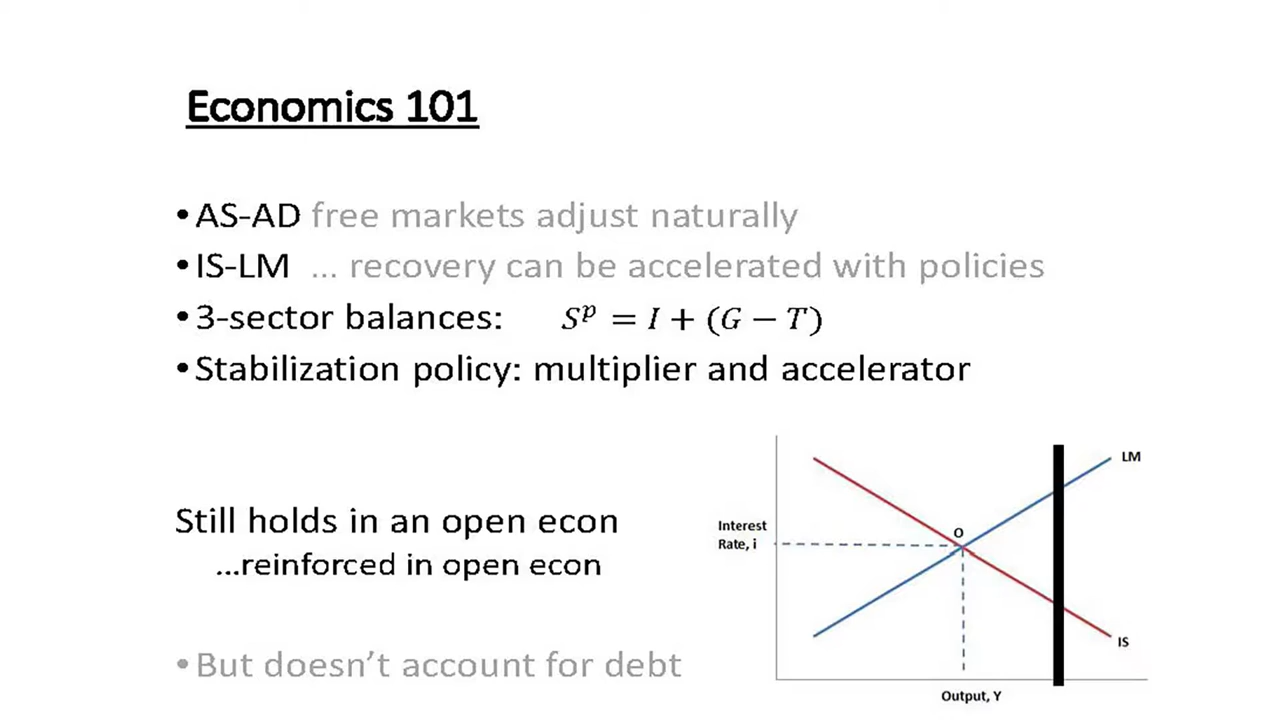 Economics 101
•AS-AD free markets adjust naturally
•IS-LM ... recovery can be accelerated with policies
•3-sector balances: Sᵖ = I + (G − T)
•Stabilization policy: multiplier and accelerator
Still holds in an open econ
...reinforced in open econ
•But doesn't account for debt
LM
Interest
Rate, i
O
IS
Output, Y